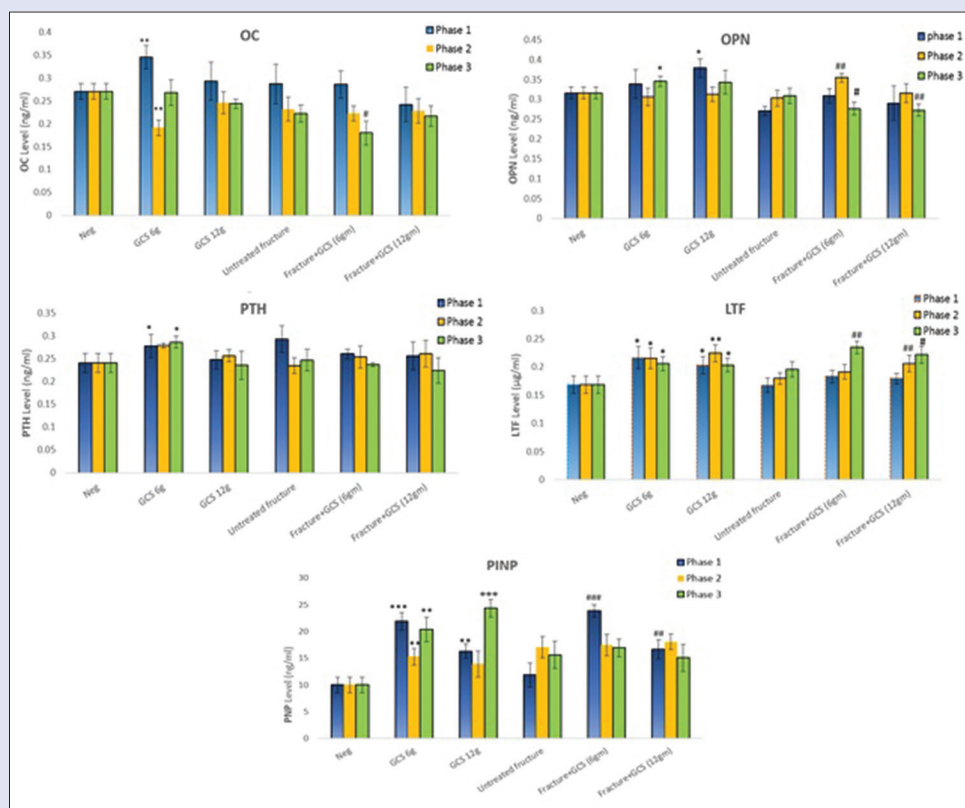 OC
Phase 1
Phase 2
Phase 3
OC Level (ng/ml)
0.4
0.35
0.3
0.25
0.2
0.15
0.1
0.05
0
**
**
#
Neg
GCS 6g
GCS 12g
Untreated fructure
Fracture+GCS (6gm)
Fracture+GCS (12gm)
OPN
phase 1
Phase 2
Phase 3
OPN Level (ng/ml)
0.5
0.45
0.4
0.35
0.3
0.25
0.2
0.15
0.1
0.05
0
*
*
##
#
##
Neg
GCS 6g
GCS 12g
Untreated fructure
Fracture+GCS (6gm)
Fracture+GCS (12gm)
PTH
Phase 1
Phase 2
Phase 3
PTH Level (ng/ml)
0.35
0.3
0.25
0.2
0.15
0.1
0.05
0
*
*
Neg
GCS 6g
GCS 12g
Untreated fructure
Fracture+GCS (6gm)
Fracture+GCS (12gm)
LTF
Phase 1
Phase 2
Phase 3
LTF Level (µg/ml)
0.3
0.25
0.2
0.15
0.1
0.05
0
*
*
*
*
**
*
##
##
#
Neg
GCS 6g
GCS 12g
Untreated fructure
Fracture+GCS (6gm)
Fracture+GCS (12gm)
PINP
Phase 1
Phase 2
Phase 3
PNP Level (ng/ml)
30
25
20
15
10
5
0
***
**
**
**
+++
###
##
Neg
GCS 6g
GCS 12g
Untreated fructure
Fracture+GCS (6gm)
Fracture+GCS (12gm)